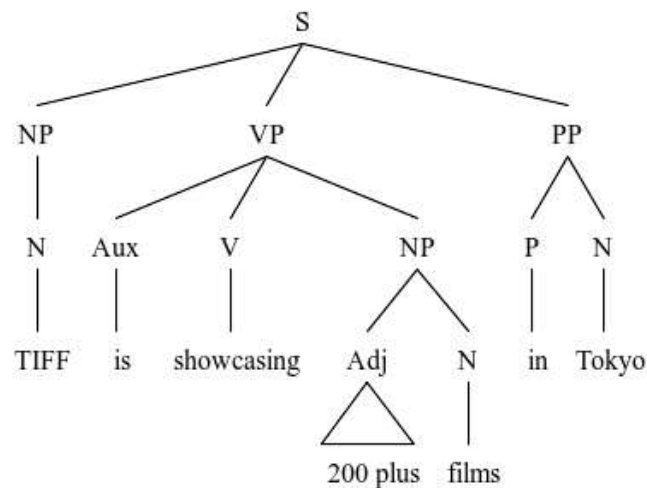 S
NP VP PP
N Aux V NP P N
TIFF is showcasing Adj N in Tokyo
200 plus films